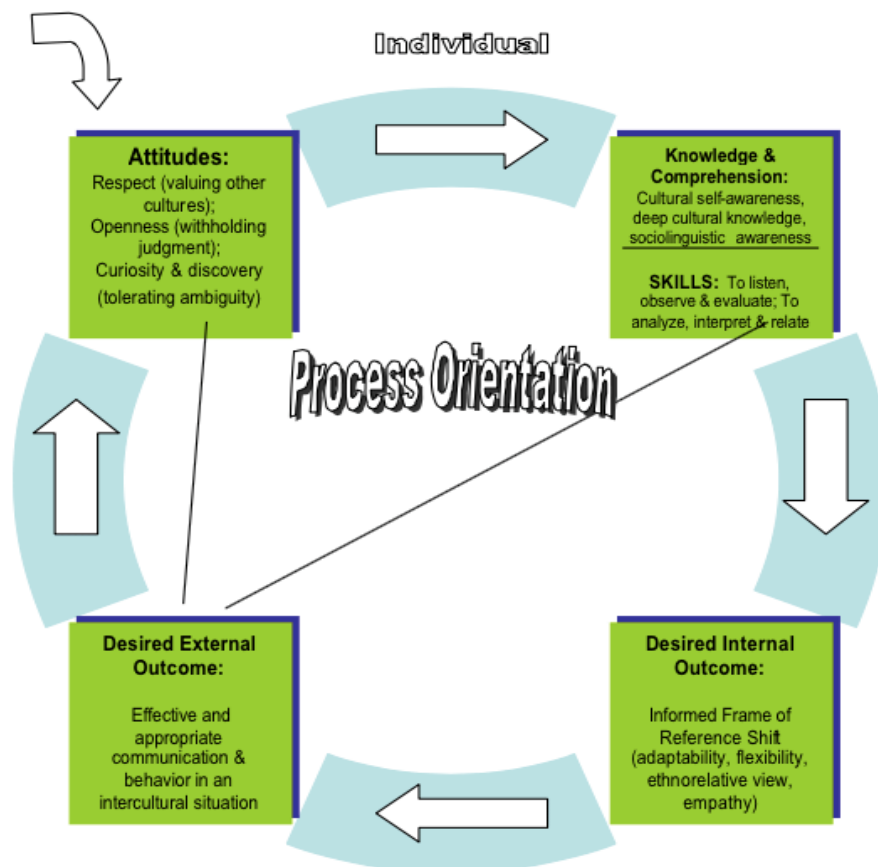 Individual
Attitudes:
Respect (valuing other
cultures);
Openness (withholding
judgment);
Curiosity & discovery
(tolerating ambiguity)
Knowledge &
Comprehension:
Cultural self-awareness,
deep cultural knowledge,
sociolinguistic awareness
SKILLS: To listen,
observe & evaluate; To
analyze, interpret & relate
Process Orientation
Desired External
Outcome:
Effective and
appropriate
communication &
behavior in an
intercultural situation
Desired Internal
Outcome:
Informed Frame of
Reference Shift
(adaptability, flexibility,
ethnorelative view,
empathy)